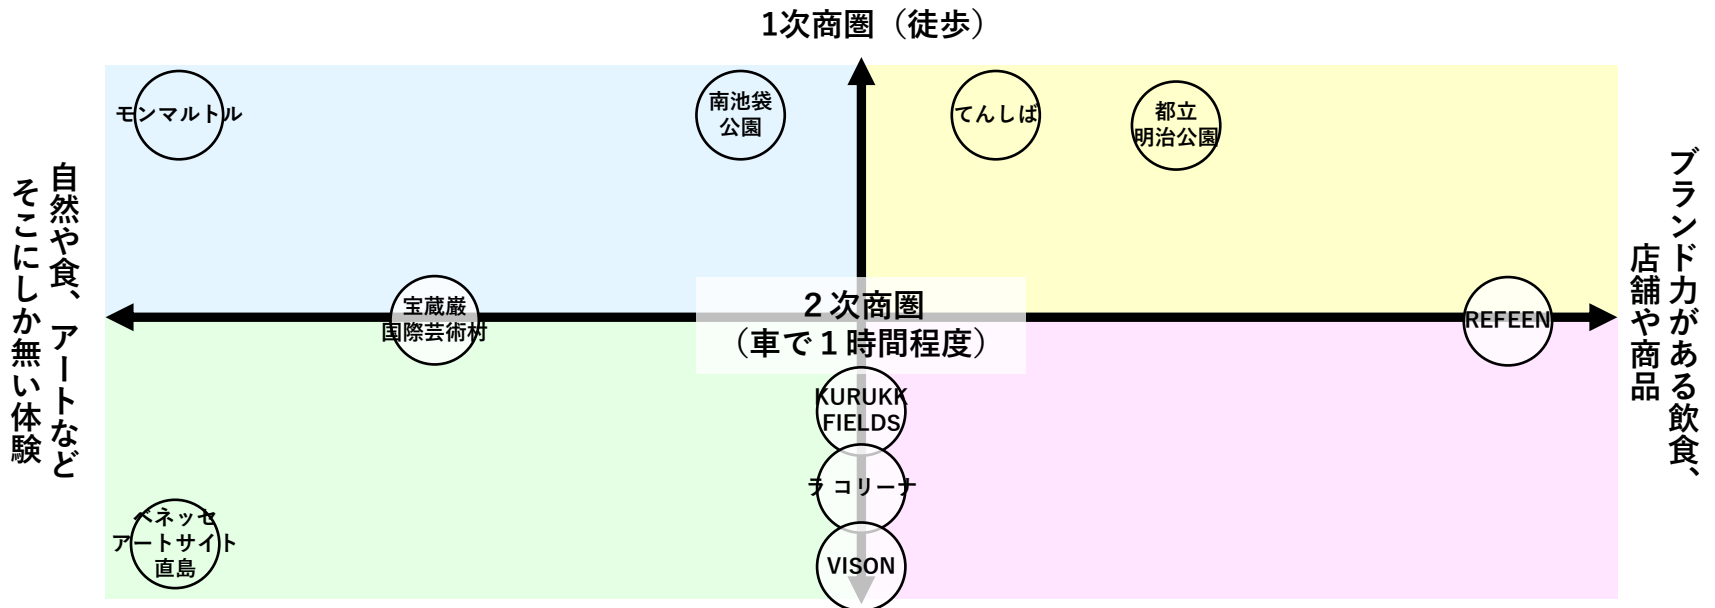 1次商圏（徒歩）
モンマルトル
南池袋
公園
てんしば
都立
明治公園
自然や食、アートなど
そこにしか無い体験
ブランド力がある飲食、
店舗や商品
宝蔵巌
国際芸術村
２次商圏
（車で１時間程度）
REFEEN
KURUKK
FIELDS
ラ コリーナ
VISON
ベネッセ
アートサイト
直島